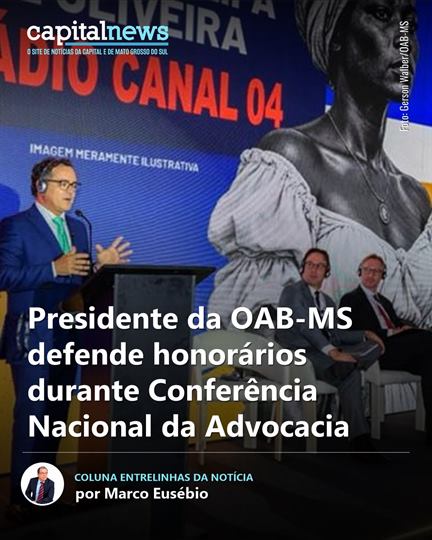 capitalnews
O SITE DE NOTÍCIAS DA CAPITAL E DE MATO GROSSO DO SUL
OLIVEIRA
ÁDIO CANAL 04
IMAGEM MERAMENTE ILUSTRATIVA
Foto: Gerson Walber/OAB-MS
Presidente da OAB-MS
defende honorários
durante Conferência
Nacional da Advocacia
COLUNA ENTRELINHAS DA NOTÍCIA
por Marco Eusébio